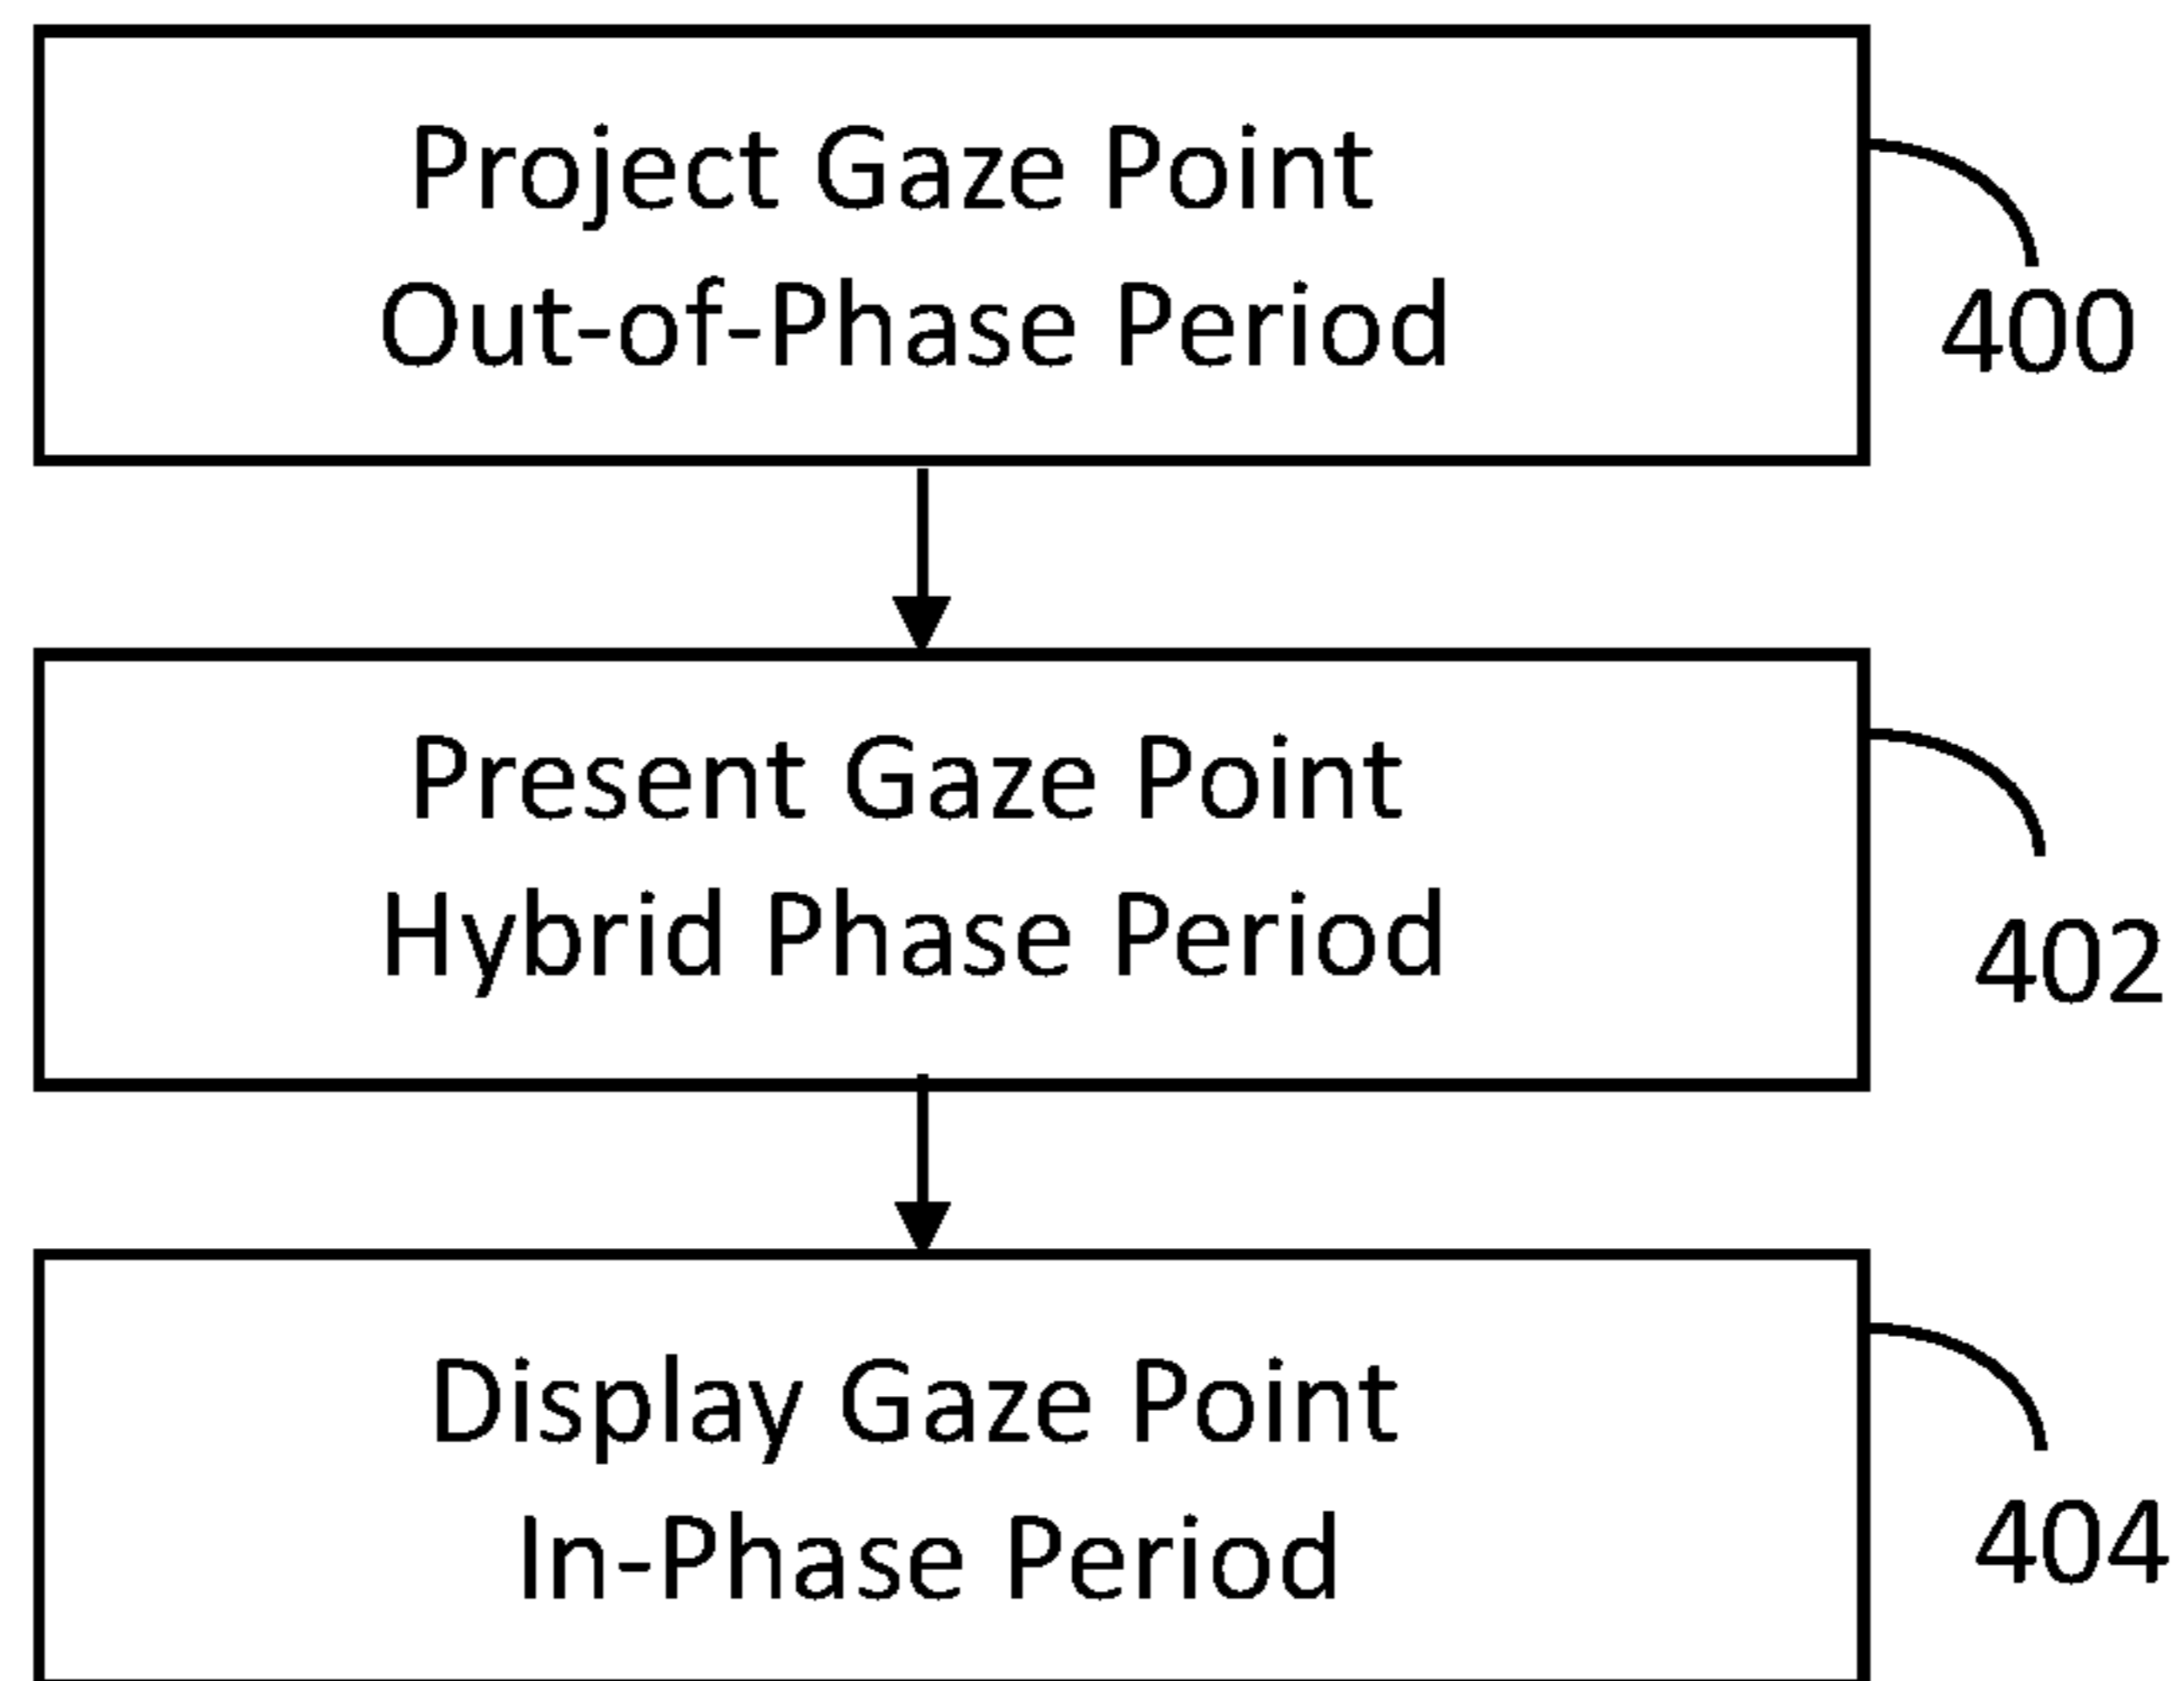 Project Gaze Point
Out-of-Phase Period
400
Present Gaze Point
Hybrid Phase Period
402
Display Gaze Point
In-Phase Period
404